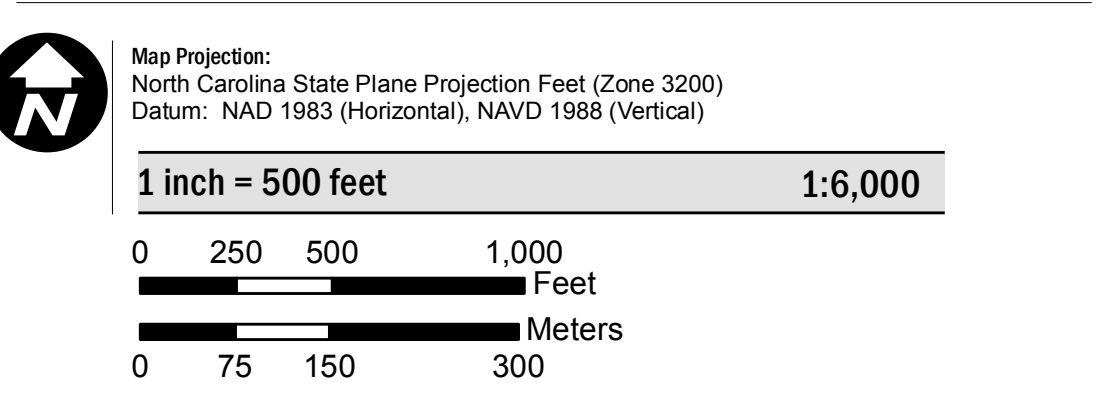 N
Map Projection:
North Carolina State Plane Projection Feet (Zone 3200)
Datum: NAD 1983 (Horizontal), NAVD 1988 (Vertical)
1 inch = 500 feet 1:6,000
0 250 500 1,000
Feet
Meters
0 75 150 300